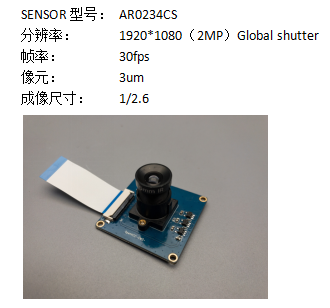 SENSOR 型号： AR0234CS
分辨率： 1920*1080（2MP）Global shutter
帧率： 30fps
像元： 3um
成像尺寸： 1/2.6